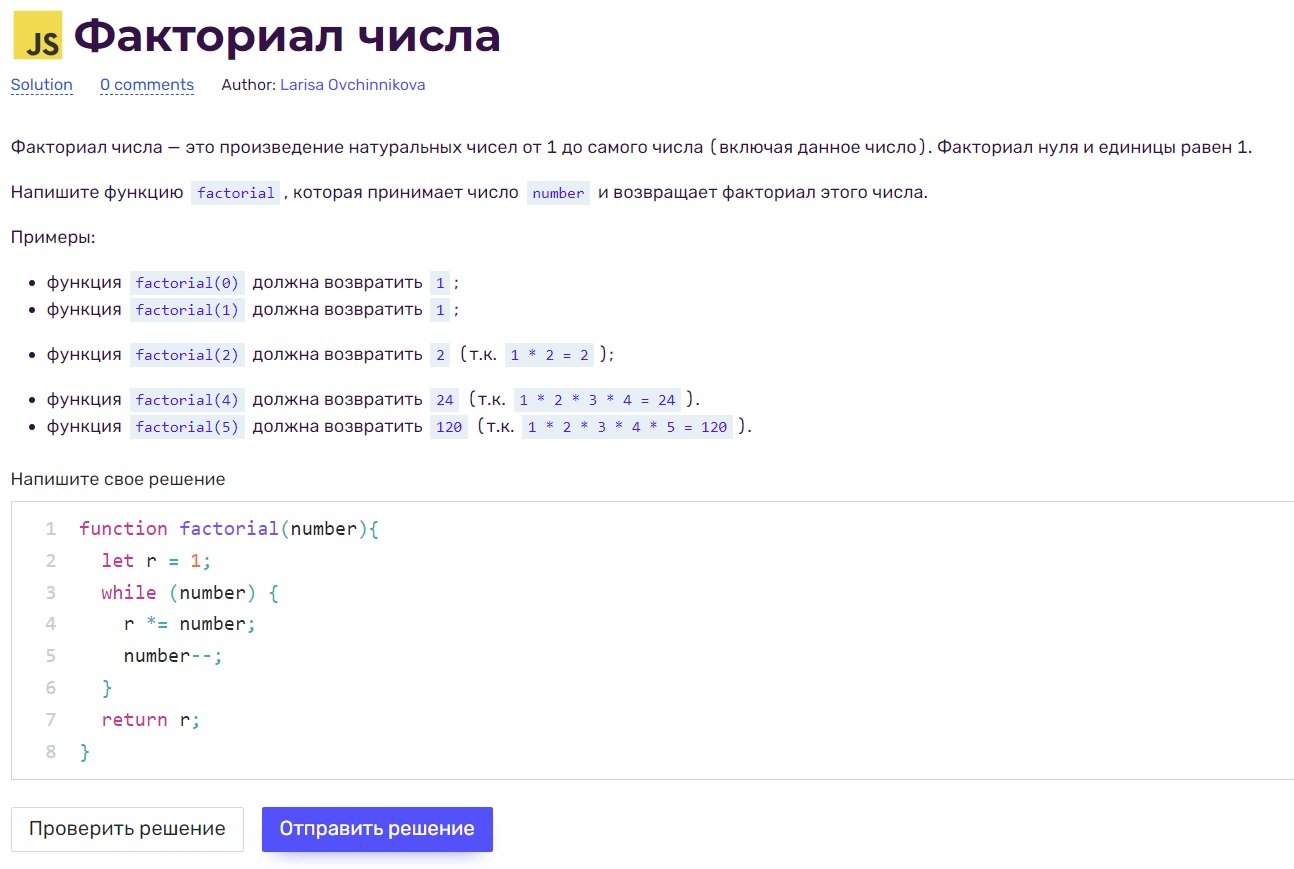 JS Факториал числа
Solution 0 comments Author: Larisa Ovchinnikova
Факториал числа — это произведение натуральных чисел от 1 до самого числа (включая данное число). Факториал нуля и единицы равен 1.
Напишите функцию factorial, которая принимает число number и возвращает факториал этого числа.
Примеры:
• функция factorial(0) должна возвратить 1;
• функция factorial(1) должна возвратить 1;
• функция factorial(2) должна возвратить 2 (т.к. 1 * 2 = 2);
• функция factorial(4) должна возвратить 24 (т.к. 1 * 2 * 3 * 4 = 24).
• функция factorial(5) должна возвратить 120 (т.к. 1 * 2 * 3 * 4 * 5 = 120).
Напишите свое решение
1 function factorial(number){
2   let r = 1;
3   while (number) {
4     r *= number;
5     number--;
6   }
7   return r;
8 }
Проверить решение Отправить решение